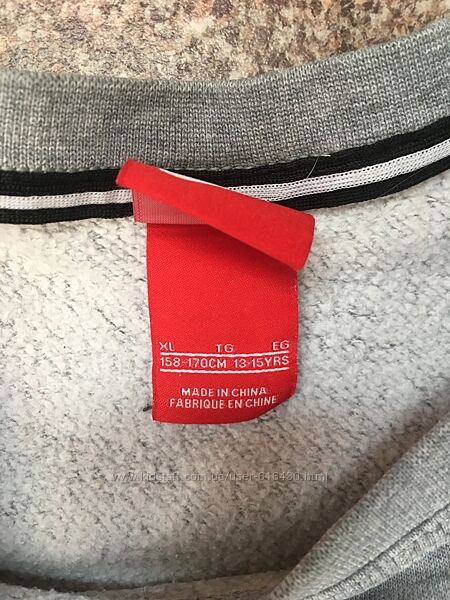 XL TG EG
158-170CM 13-15YRS
MADE IN CHINA
FABRIQUE EN CHINE